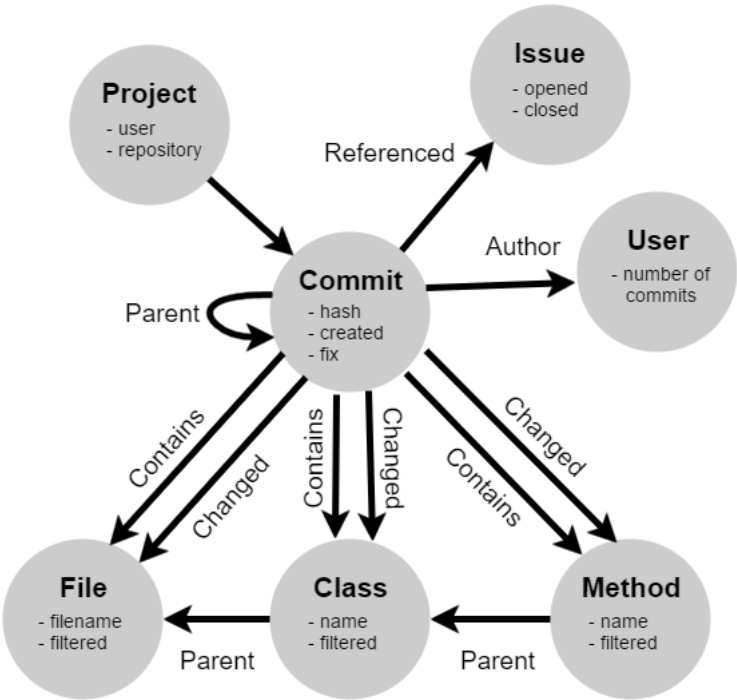 Issue
- opened
- closed
Project
- user
- repository
Referenced
User
- number of
commits
Author
Commit
- hash
- created
- fix
Parent
Contains
Changed
Contains
Changed
Contains
Changed
File
- filename
- filtered
Class
- name
- filtered
Method
- name
- filtered
Parent
Parent